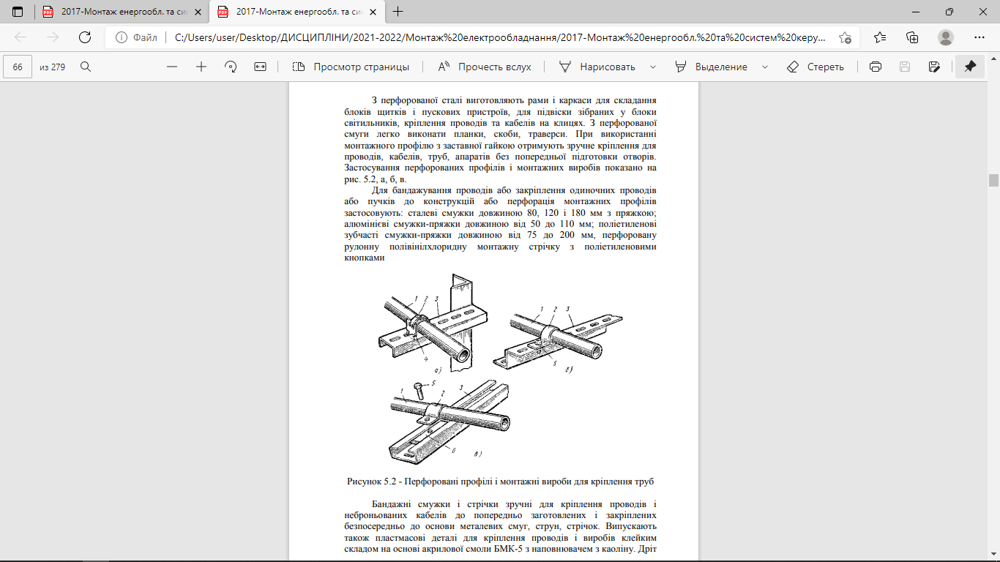 2017-Монтаж енергообл. та сис
2017-Монтаж енергообл. та сис
Файл
C:/Users/user/Desktop/ДИСЦИПЛІНИ/2021-2022/Монтаж%20електрообладнання/2017-Монтаж%20енергообл.%20та%20систем%20керу...
66 из 279
Просмотр страницы
Прочесть вслух
Нарисовать
Выделение
Стереть
З перфорованої сталі виготовляють рами і каркаси для складання
блоків щитків і пускових пристроїв, для підвіски зібраних у блоки
світильників, кріплення проводів та кабелів на клицях. З перфорованої
смуги легко виконати планки, скоби, траверси. При використанні
монтажного профілю з заставної гайкою отримують зручне кріплення для
проводів, кабелів, труб, апаратів без попередньої підготовки отворів.
Застосування перфорованих профілів і монтажних виробів показано на
рис. 5.2, а, б, в.
Для бандажування проводів або закріплення одиночних проводів
або пучків до конструкцій або перфорація монтажних профілів
застосовують: сталеві смужки довжиною 80, 120 і 180 мм з пряжкою;
алюмінієві смужки-пряжки довжиною від 50 до 110 мм; поліетиленові
зубчасті смужки-пряжки довжиною від 75 до 200 мм, перфоровану
рулонну полівінілхлоридну монтажну стрічку з поліетиленовими
кнопками
1 2 3
4
а)
1 2 3
5
б)
1 5 2 3
6
в)
Рисунок 5.2 - Перфоровані профілі і монтажні вироби для кріплення труб
Бандажні смужки і стрічки зручні для кріплення проводів і
неброньованих кабелів до попередньо заготовлених і закріплених
безпосередньо до основи металевих смуг, струн, стрічок. Випускають
також пластмасові деталі для кріплення проводів і виробів клейким
складом на основі акрилової смоли БМК-5 з наповнювачем з каоліну. Дріт